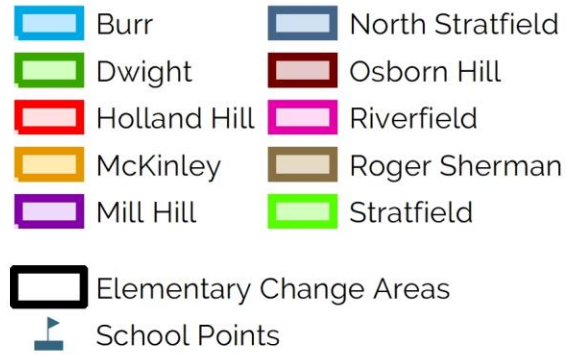 Burr
North Stratfield
Dwight
Osborn Hill
Holland Hill
Riverfield
McKinley
Roger Sherman
Mill Hill
Stratfield
Elementary Change Areas
School Points